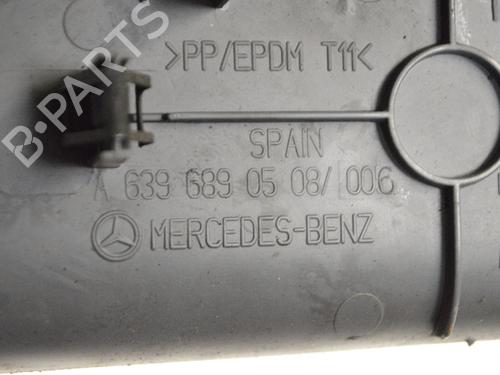 >PP/EPDM T11<
B-PARTS
SPAIN
A 639 689 05 08/ 006
MERCEDES-BENZ